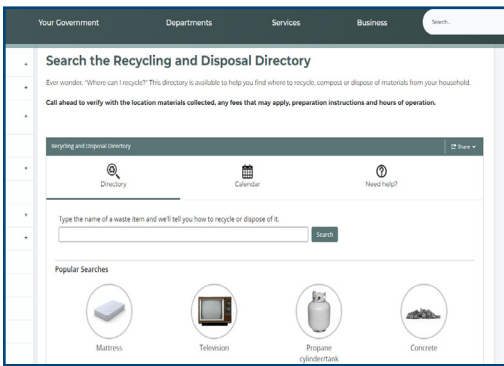 Your Government Departments Services Business Search..
Search the Recycling and Disposal Directory
Ever wonder, "Where can I recycle?" This directory is available to help you find where to recycle, compost or dispose of materials from your household.
Call ahead to verify with the location materials collected, any fees that may apply, preparation instructions and hours of operation.
Recycling and Disposal Directory Share
Directory Calendar Need help?
Type the name of a waste item and we'll tell you how to recycle or dispose of it.
Search
Popular Searches
Mattress Television Propane Concrete
cylinder/tank